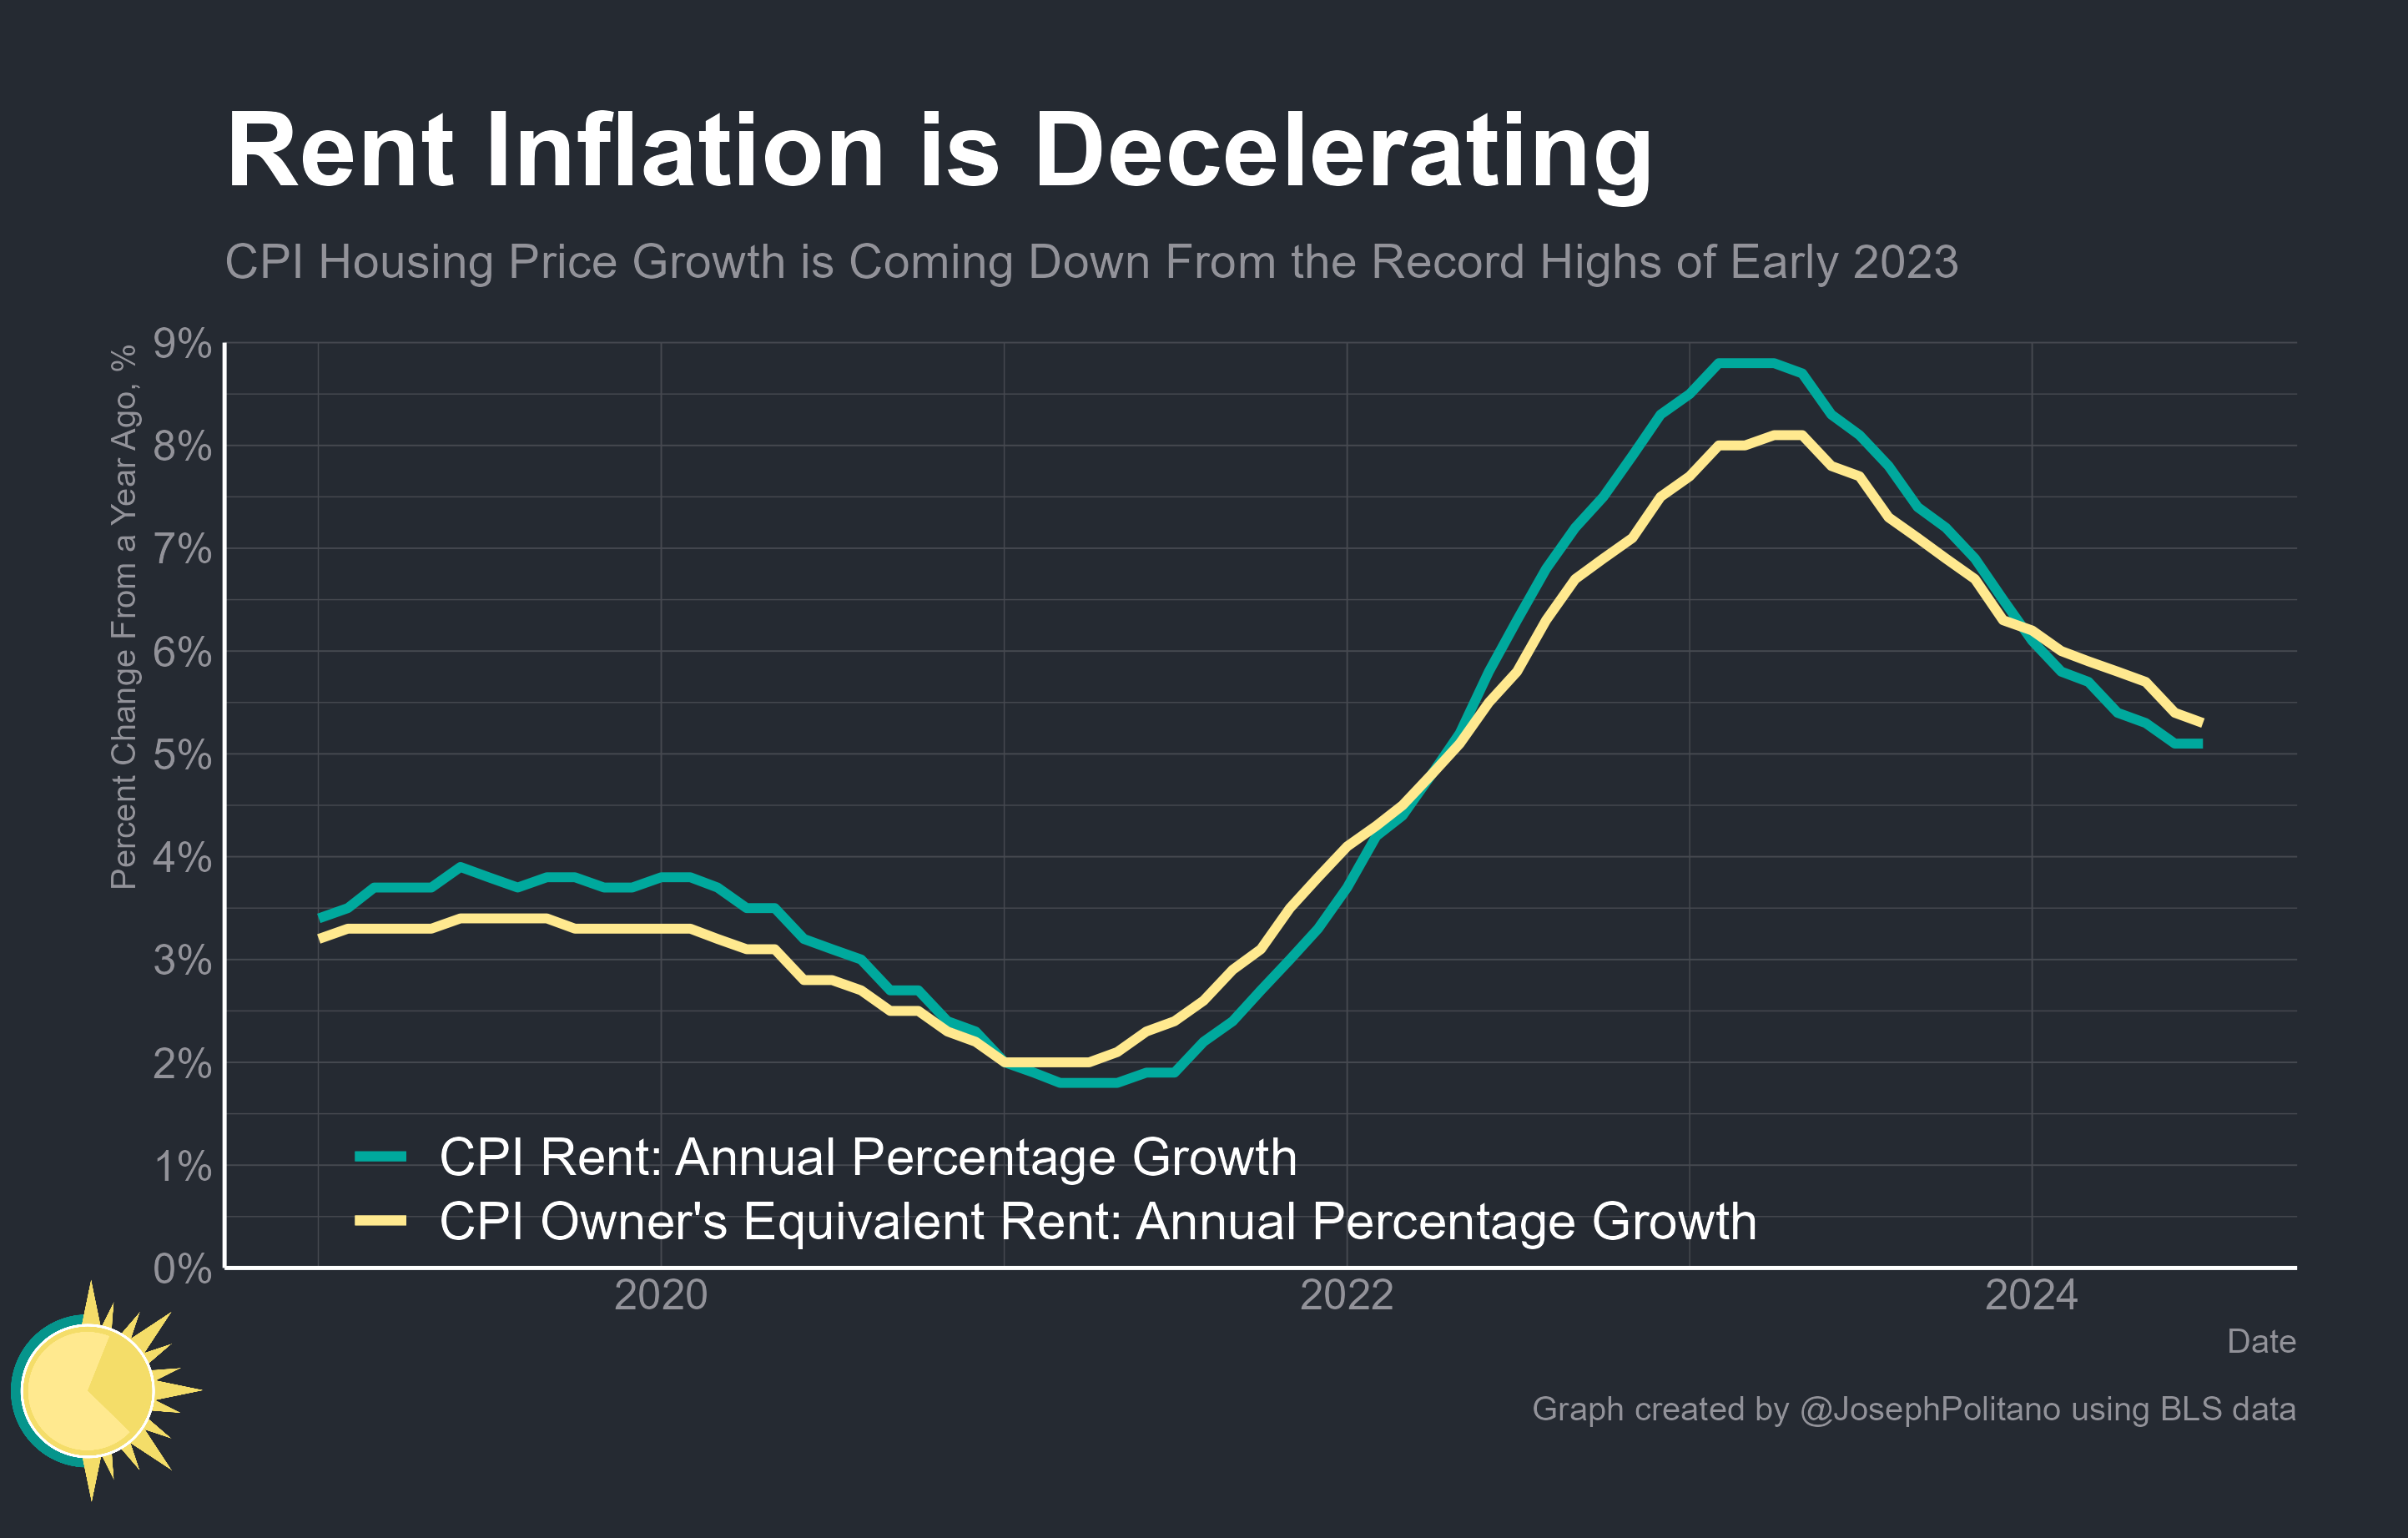 Rent Inflation is Decelerating
CPI Housing Price Growth is Coming Down From the Record Highs of Early 2023
Percent Change From a Year Ago, %
9%
8%
7%
6%
5%
4%
3%
2%
1%
0%
CPI Rent: Annual Percentage Growth
CPI Owner's Equivalent Rent: Annual Percentage Growth
2020
2022
2024
Date
Graph created by @JosephPolitano using BLS data